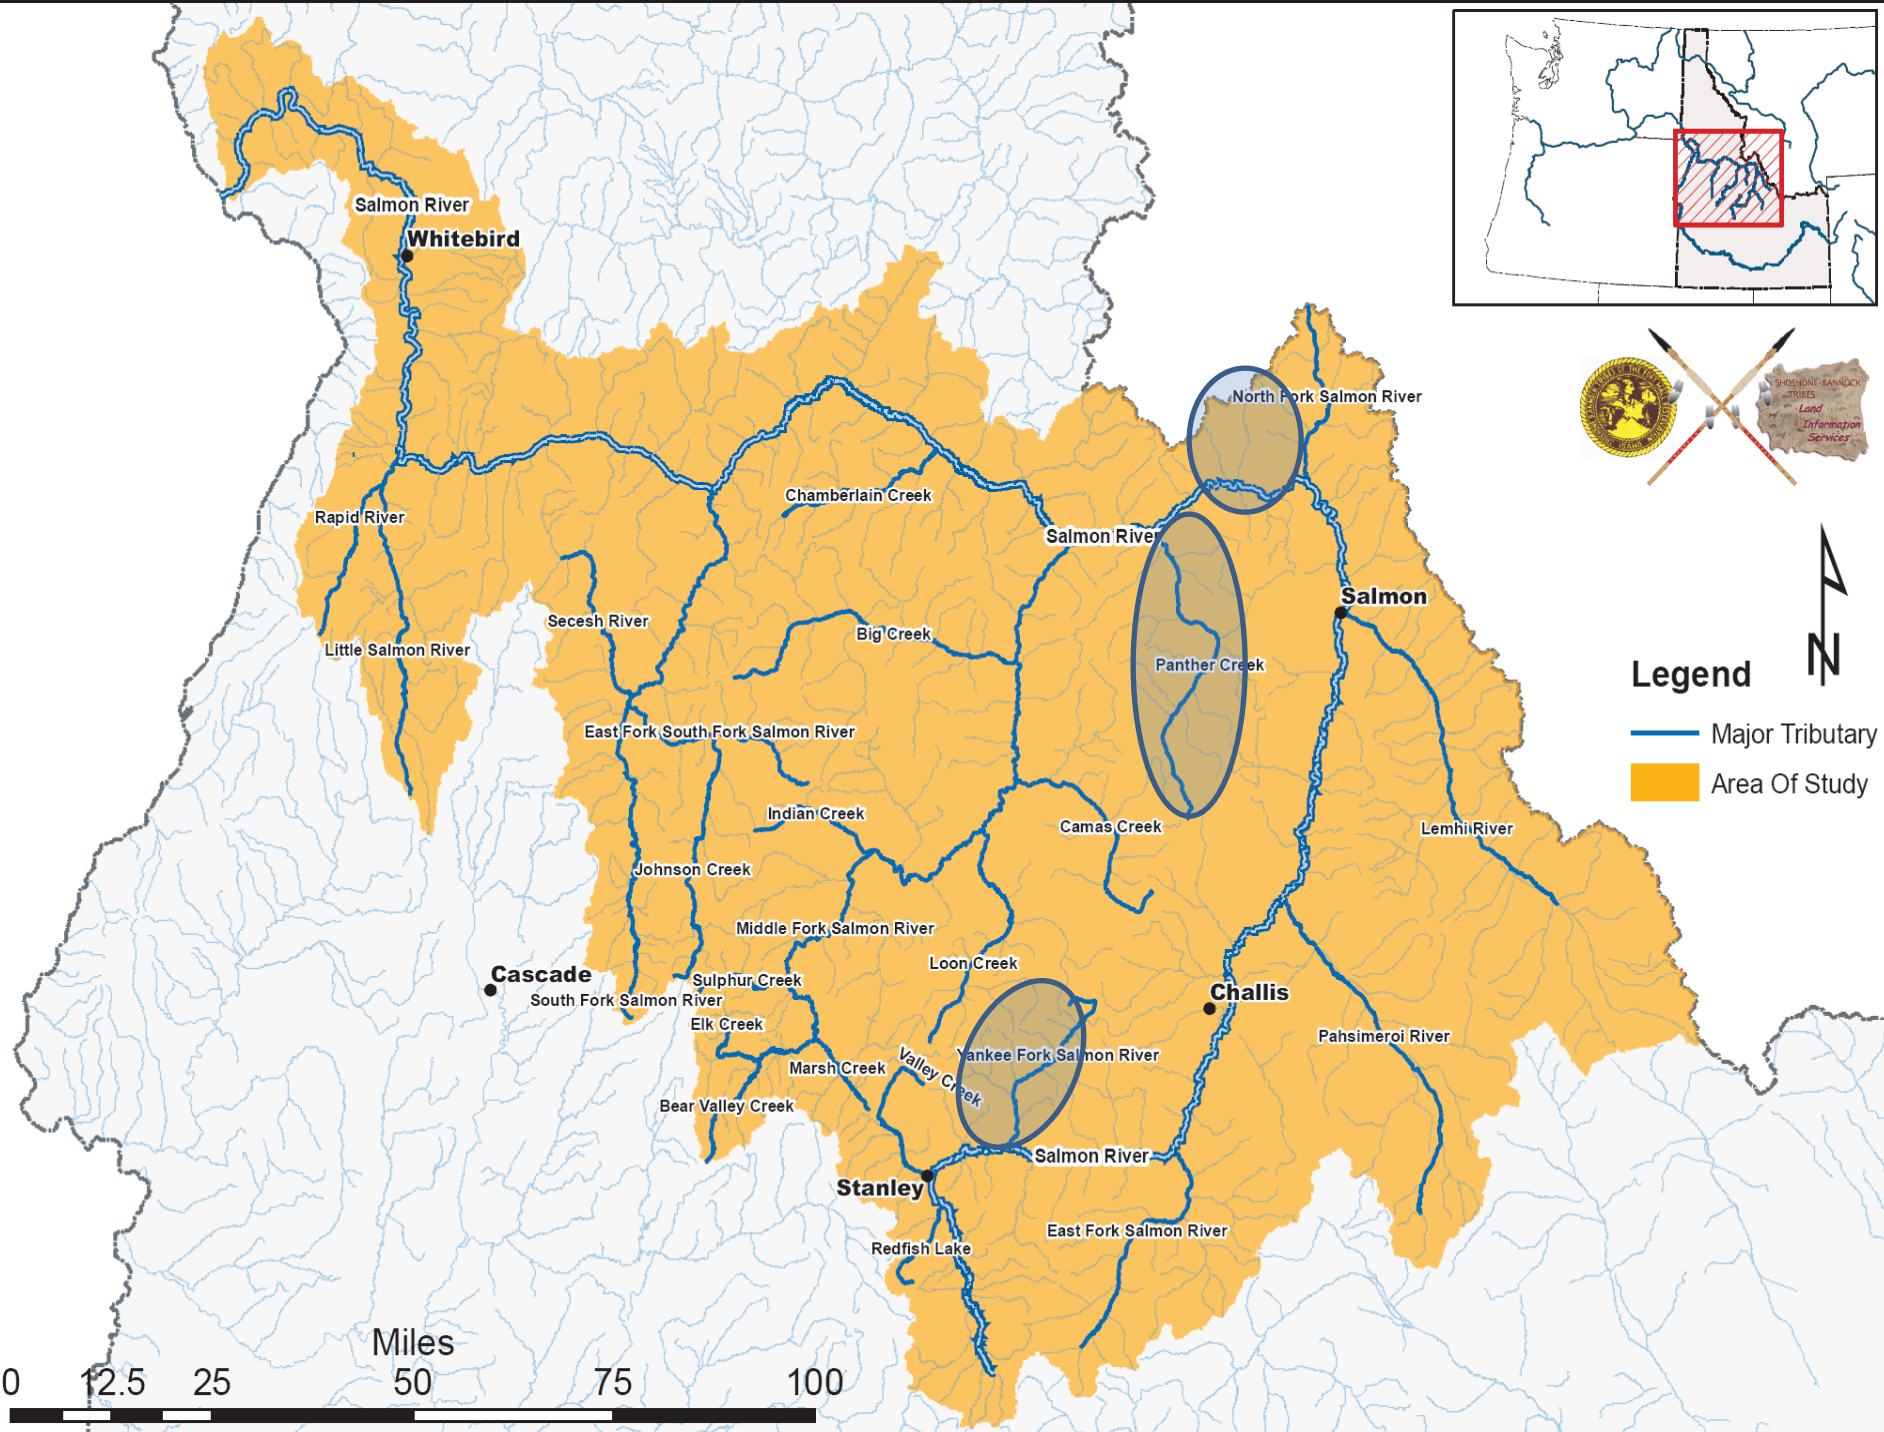 Salmon River
Whitebird
North Fork Salmon River
SHOSHONE-BANNOCK
TRIBES
Land
Information
Services
Chamberlain Creek
Rapid River
Salmon River
Salmon
Secesh River
Big Creek
Little Salmon River
Panther Creek
N
Legend
Major Tributary
Area Of Study
East Fork South Fork Salmon River
Indian Creek
Camas Creek
Lemhi River
Johnson Creek
Middle Fork Salmon River
Loon Creek
Cascade
Sulphur Creek
South Fork Salmon River
Challis
Elk Creek
Pahsimeroi River
Yankee Fork Salmon River
Valley Creek
Marsh Creek
Bear Valley Creek
Salmon River
Stanley
East Fork Salmon River
Redfish Lake
Miles
0 12.5 25 50 75 100